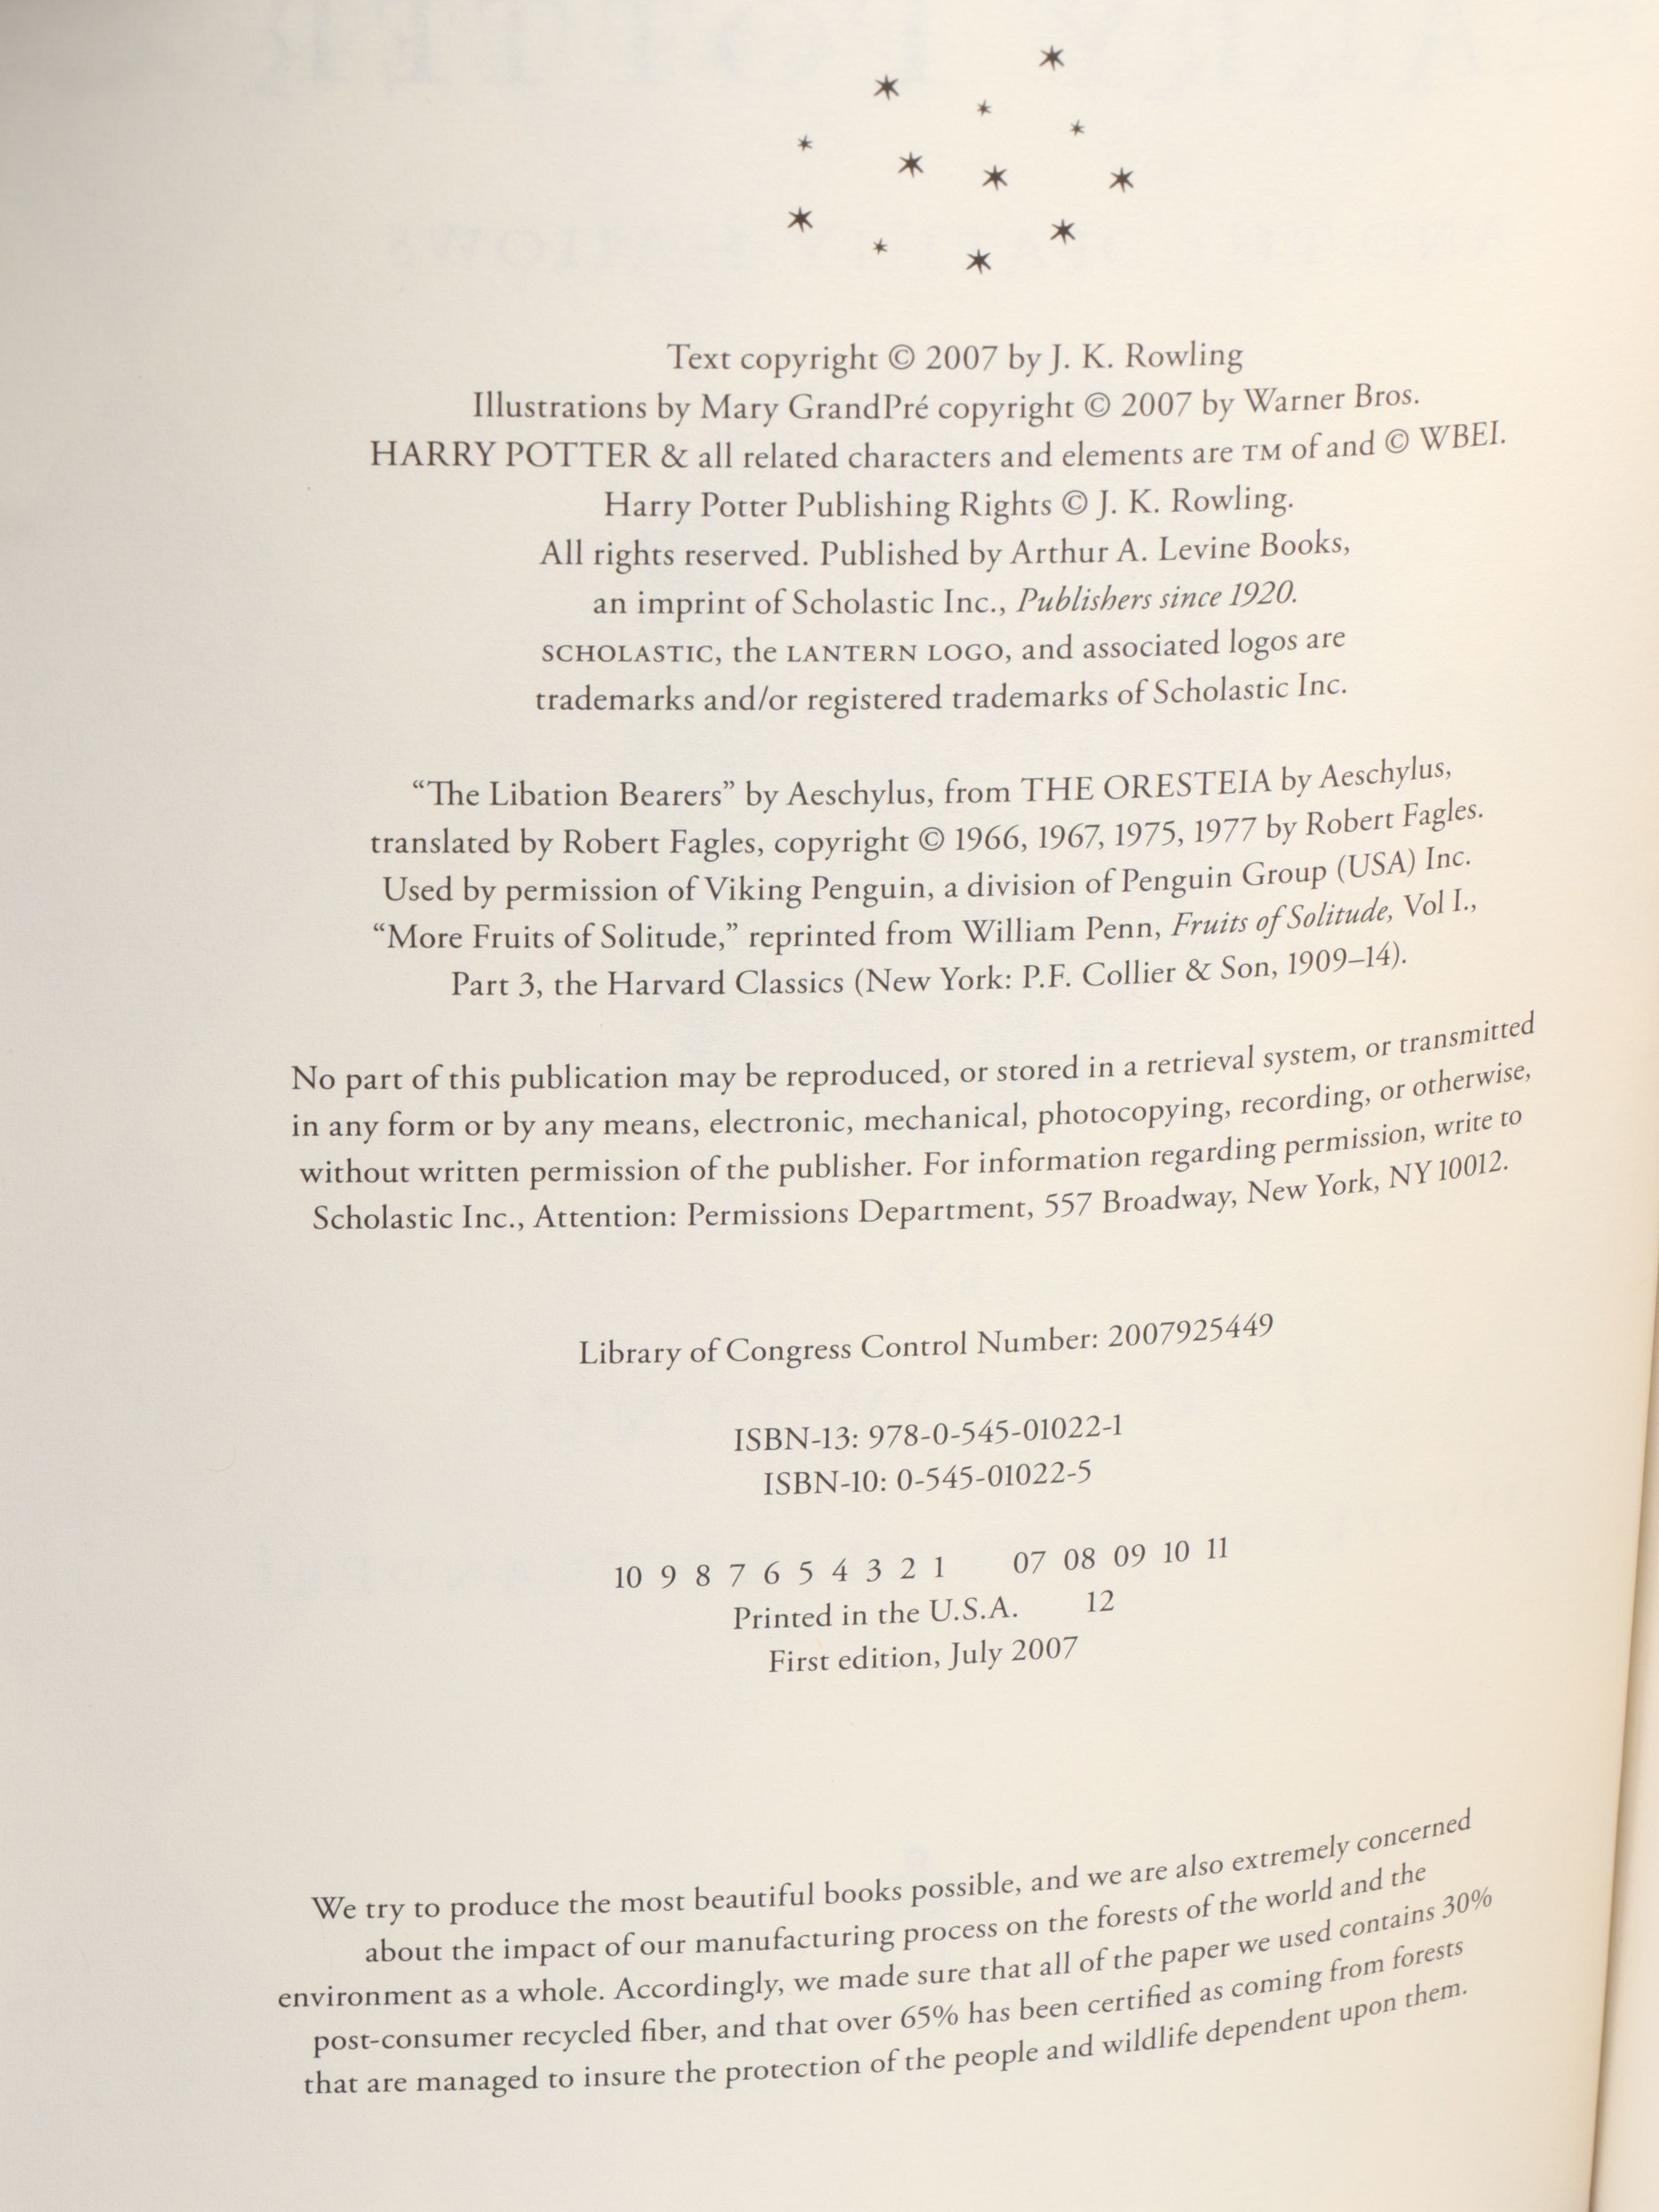 Text copyright © 2007 by J. K. Rowling
Illustrations by Mary GrandPré copyright © 2007 by Warner Bros.
HARRY POTTER & all related characters and elements are TM of and © WBEI.
Harry Potter Publishing Rights © J. K. Rowling.
All rights reserved. Published by Arthur A. Levine Books,
an imprint of Scholastic Inc., Publishers since 1920.
SCHOLASTIC, the LANTERN LOGO, and associated logos are
trademarks and/or registered trademarks of Scholastic Inc.
“The Libation Bearers” by Aeschylus, from THE ORESTEIA by Aeschylus,
translated by Robert Fagles, copyright © 1966, 1967, 1975, 1977 by Robert Fagles.
Used by permission of Viking Penguin, a division of Penguin Group (USA) Inc.
“More Fruits of Solitude,” reprinted from William Penn, Fruits of Solitude, Vol I.,
Part 3, the Harvard Classics (New York: P.F. Collier & Son, 1909–14).
No part of this publication may be reproduced, or stored in a retrieval system, or transmitted
in any form or by any means, electronic, mechanical, photocopying, recording, or otherwise,
without written permission of the publisher. For information regarding permission, write to
Scholastic Inc., Attention: Permissions Department, 557 Broadway, New York, NY 10012.
Library of Congress Control Number: 2007925449
ISBN-13: 978-0-545-01022-1
ISBN-10: 0-545-01022-5
10 9 8 7 6 5 4 3 2 1 07 08 09 10 11
Printed in the U.S.A. 12
First edition, July 2007
We try to produce the most beautiful books possible, and we are also extremely concerned
about the impact of our manufacturing process on the forests of the world and the
environment as a whole. Accordingly, we made sure that all of the paper we used contains 30%
post-consumer recycled fiber, and that over 65% has been certified as coming from forests
that are managed to insure the protection of the people and wildlife dependent upon them.